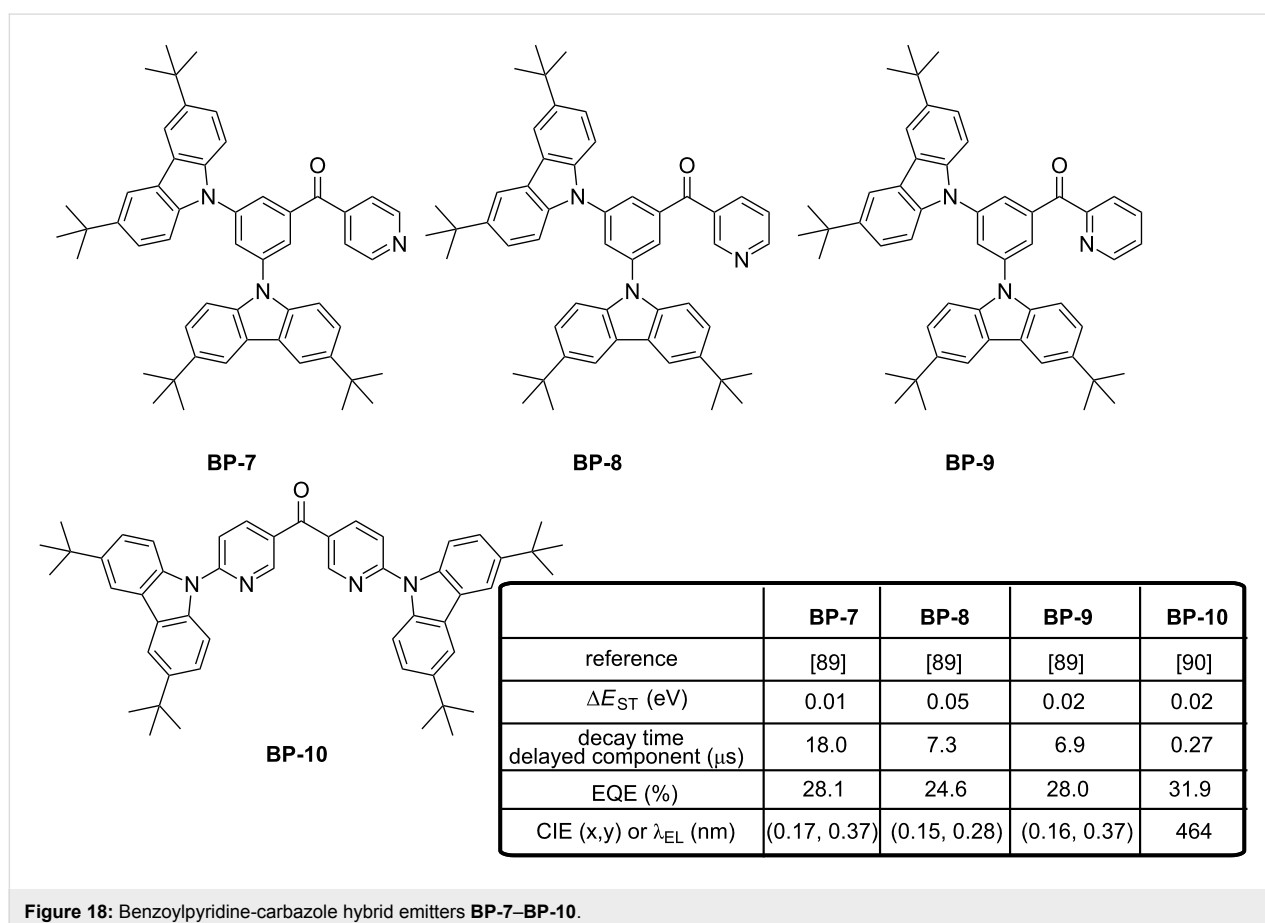 O
N
N
N
BP-7
O
N
N
N
BP-8
O
N
N
N
BP-9
O
N
N
N
N
BP-10
BP-7 BP-8 BP-9 BP-10
reference [89] [89] [89] [90]
ΔE_ST (eV) 0.01 0.05 0.02 0.02
decay time
delayed component (μs) 18.0 7.3 6.9 0.27
EQE (%) 28.1 24.6 28.0 31.9
CIE (x,y) or λ_EL (nm) (0.17, 0.37) (0.15, 0.28) (0.16, 0.37) 464
Figure 18: Benzoylpyridine-carbazole hybrid emitters BP-7–BP-10.